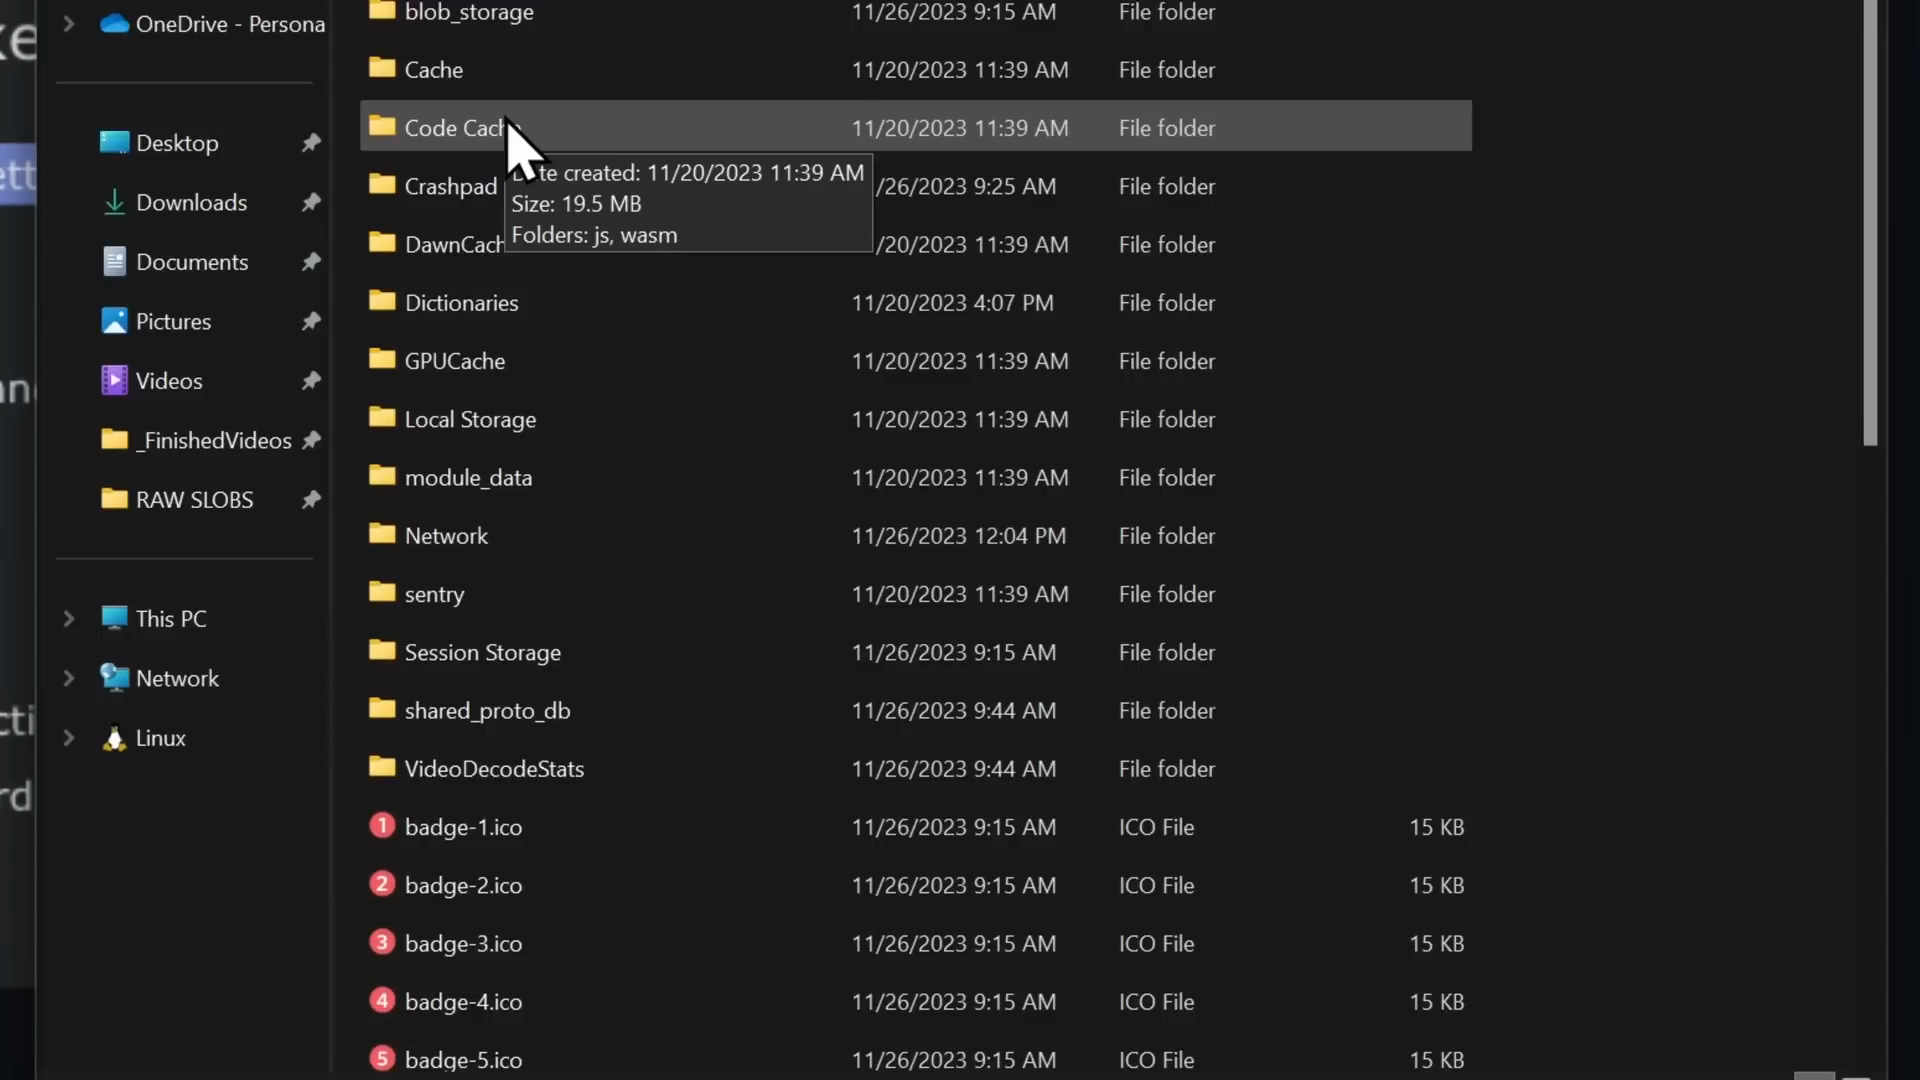 OneDrive - Persona
Desktop
Downloads
Documents
Pictures
Videos
_FinishedVideos
RAW SLOBS
This PC
Network
Linux
blob_storage 11/26/2023 9:15 AM File folder
Cache 11/20/2023 11:39 AM File folder
Code Cache 11/20/2023 11:39 AM File folder
Date created: 11/20/2023 11:39 AM
Size: 19.5 MB
Folders: js, wasm
Crashpad /26/2023 9:25 AM File folder
DawnCach /20/2023 11:39 AM File folder
Dictionaries 11/20/2023 4:07 PM File folder
GPUCache 11/20/2023 11:39 AM File folder
Local Storage 11/20/2023 11:39 AM File folder
module_data 11/20/2023 11:39 AM File folder
Network 11/26/2023 12:04 PM File folder
sentry 11/20/2023 11:39 AM File folder
Session Storage 11/26/2023 9:15 AM File folder
shared_proto_db 11/26/2023 9:44 AM File folder
VideoDecodeStats 11/26/2023 9:44 AM File folder
1 badge-1.ico 11/26/2023 9:15 AM ICO File 15 KB
2 badge-2.ico 11/26/2023 9:15 AM ICO File 15 KB
3 badge-3.ico 11/26/2023 9:15 AM ICO File 15 KB
4 badge-4.ico 11/26/2023 9:15 AM ICO File 15 KB
5 badge-5.ico 11/26/2023 9:15 AM ICO File 15 KB